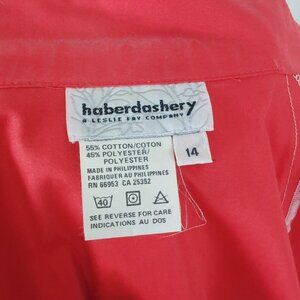 haberdashery
A LESLIE FAY COMPANY
14
55% COTTON/COTON
45% POLYESTER/
POLYESTER
MADE IN PHILIPPINES
FABRIQUER AU PHILIPPINES
RN 66953 CA 25352
40
SEE REVERSE FOR CARE
INDICATIONS AU DOS